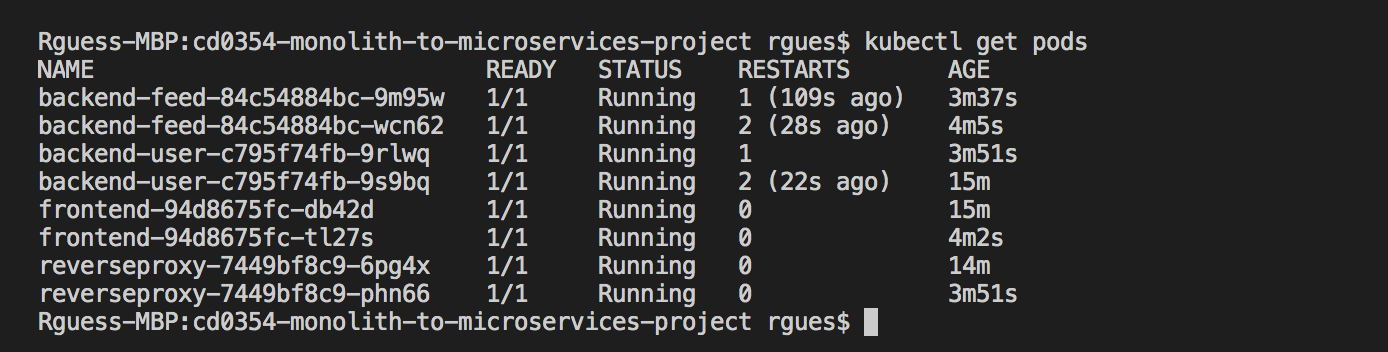 Rguess-MBP:cd0354-monolith-to-microservices-project rgues$ kubectl get pods
NAME                             READY   STATUS    RESTARTS       AGE
backend-feed-84c54884bc-9m95w   1/1     Running   1 (109s ago)   3m37s
backend-feed-84c54884bc-wcn62   1/1     Running   2 (28s ago)    4m5s
backend-user-c795f74fb-9rlwq    1/1     Running   1              3m51s
backend-user-c795f74fb-9s9bq    1/1     Running   2 (22s ago)    15m
frontend-94d8675fc-db42d        1/1     Running   0              15m
frontend-94d8675fc-tl27s        1/1     Running   0              4m2s
reverseproxy-7449bf8c9-6pg4x    1/1     Running   0              14m
reverseproxy-7449bf8c9-phn66    1/1     Running   0              3m51s
Rguess-MBP:cd0354-monolith-to-microservices-project rgues$